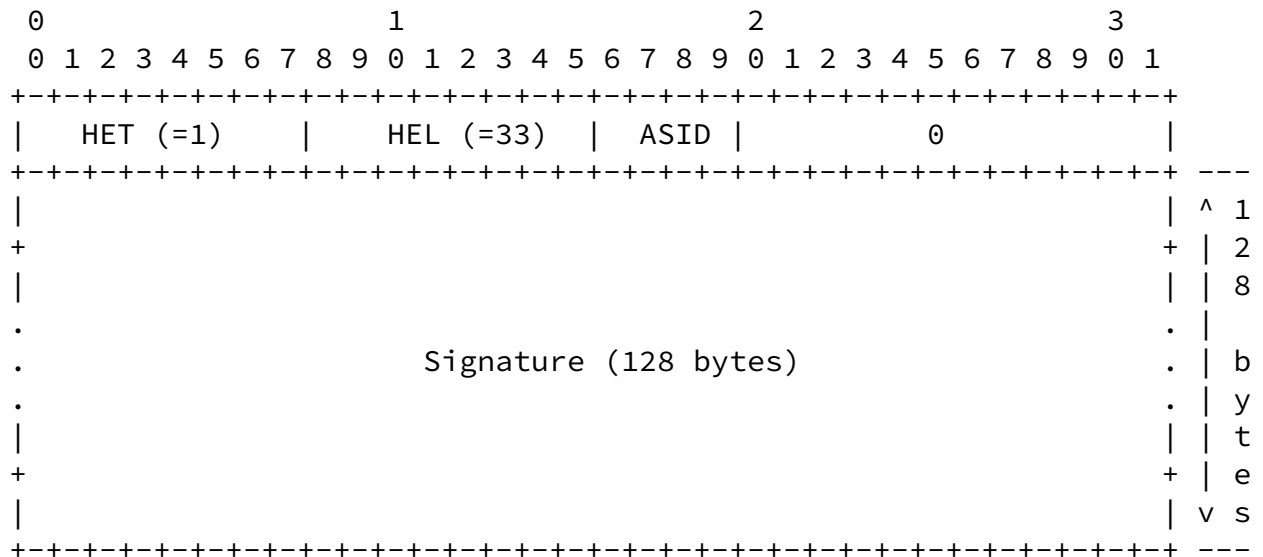 0                   1                   2                   3
 0 1 2 3 4 5 6 7 8 9 0 1 2 3 4 5 6 7 8 9 0 1 2 3 4 5 6 7 8 9 0 1
+-+-+-+-+-+-+-+-+-+-+-+-+-+-+-+-+-+-+-+-+-+-+-+-+-+-+-+-+-+-+-+-+
|   HET (=1)    |    HEL (=33)  |  ASID |          0            |
+-+-+-+-+-+-+-+-+-+-+-+-+-+-+-+-+-+-+-+-+-+-+-+-+-+-+-+-+-+-+-+-+ ---
|                                                               | ^ 1
+                                                               + | 2
|                                                               | | 8
.                                                               . |
.                      Signature (128 bytes)                    . | b
.                                                               . | y
|                                                               | | t
+                                                               + | e
|                                                               | v s
+-+-+-+-+-+-+-+-+-+-+-+-+-+-+-+-+-+-+-+-+-+-+-+-+-+-+-+-+-+-+-+-+ ---